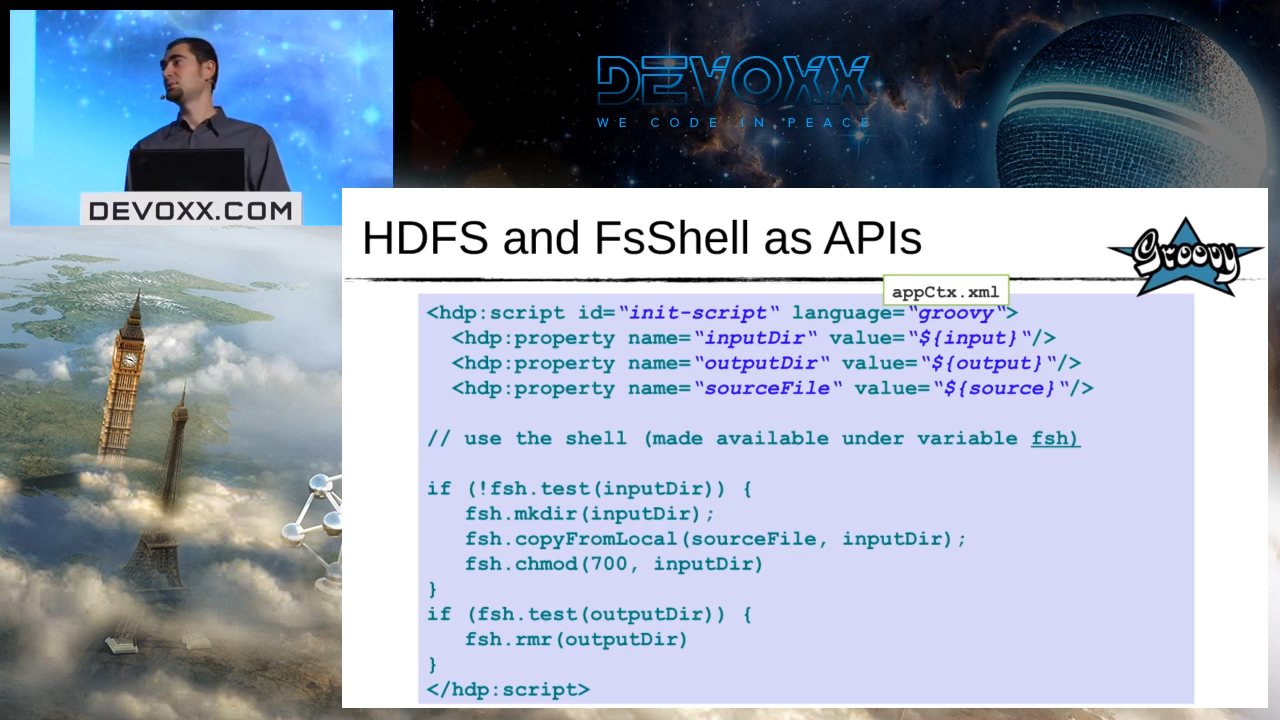 DEVOXX
WE CODE IN PEACE
DEVOXX.COM
HDFS and FsShell as APIs
Groovy
appCtx.xml
<hdp:script id=“init-script“ language=“groovy“>
  <hdp:property name=“inputDir“ value=“${input}“/>
  <hdp:property name=“outputDir“ value=“${output}“/>
  <hdp:property name=“sourceFile“ value=“${source}“/>
// use the shell (made available under variable fsh)
if (!fsh.test(inputDir)) {
   fsh.mkdir(inputDir);
   fsh.copyFromLocal(sourceFile, inputDir);
   fsh.chmod(700, inputDir)
}
if (fsh.test(outputDir)) {
   fsh.rmr(outputDir)
}
</hdp:script>